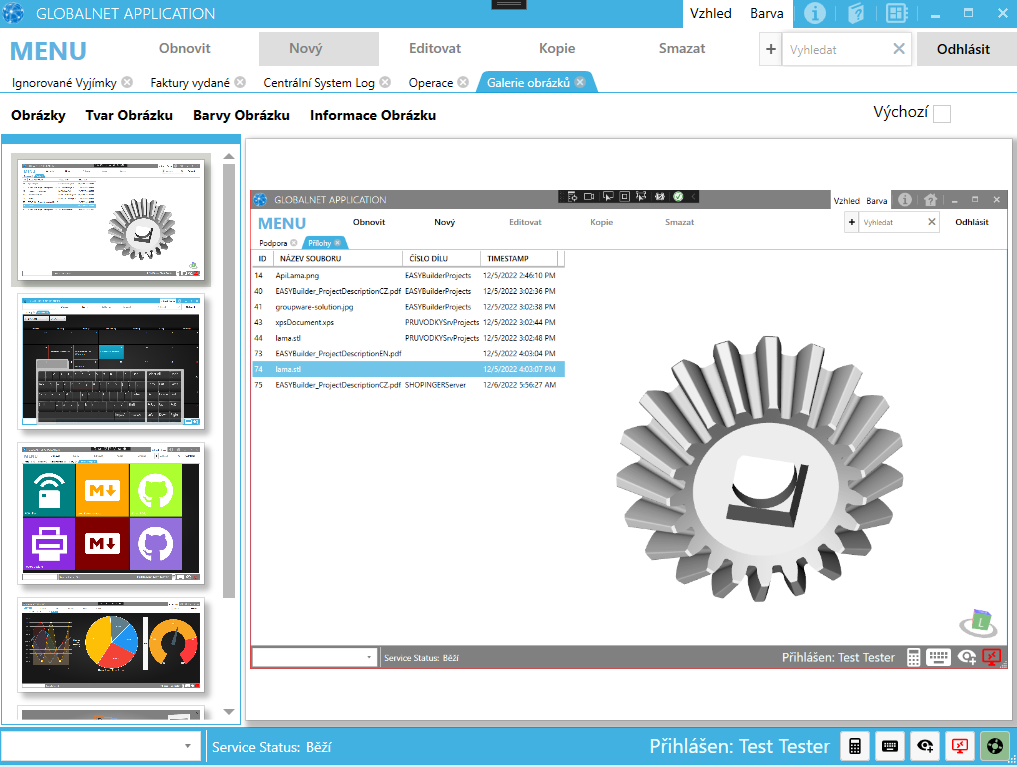 GLOBALNET APPLICATION
Vzhled Barva
MENU Obnovit Nový Editovat Kopie Smazat + Vyhledat Odhlásit
Ignorované Vyjímky Faktury vydané Centrální System Log Operace Galerie obrázků
Obrázky Tvar Obrázku Barvy Obrázku Informace Obrázku
Výchozí
GLOBALNET APPLICATION
Vzhled Barva
MENU Obnovit Nový Editovat Kopie Smazat + Vyhledat Odhlásit
Podpora Přílohy
ID NÁZEV SOUBORU ČÍSLO DÍLU TIMESTAMP
14 ApiLama.png EASYBuilderProjects 12/5/2022 2:46:10 PM
40 EASYBuilder_ProjectDescriptionCZ.pdf EASYBuilderProjects 12/5/2022 3:02:36 PM
41 groupware-solution.jpg EASYBuilderProjects 12/5/2022 3:02:38 PM
43 xpsDocument.xps PRUVODKYSrvProjects 12/5/2022 3:02:44 PM
44 lama.stl PRUVODKYSrvProjects 12/5/2022 3:02:48 PM
73 EASYBuilder_ProjectDescriptionEN.pdf 12/5/2022 4:03:04 PM
74 lama.stl 12/5/2022 4:03:07 PM
75 EASYBuilder_ProjectDescriptionCZ.pdf SHOPINGERServer 12/6/2022 5:56:27 AM
L
Service Status: Běží
Přihlášen: Test Tester
Service Status: Běží
Přihlášen: Test Tester